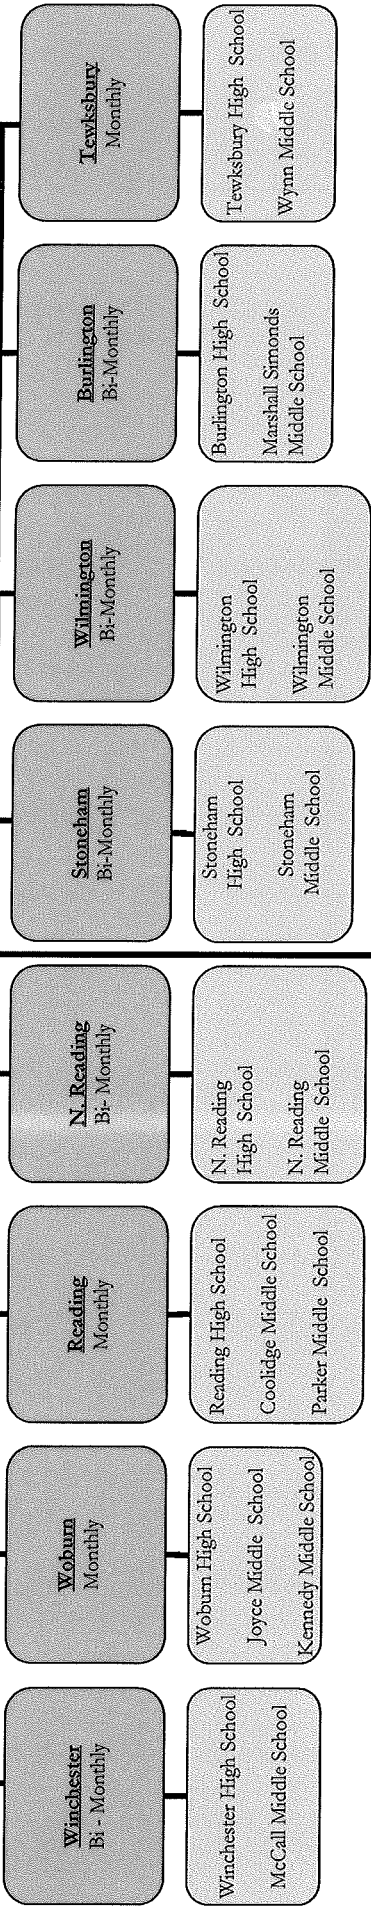 Winchester
Bi - Monthly
Winchester High School
McCall Middle School
Woburn
Monthly
Woburn High School
Joyce Middle School
Kennedy Middle School
Reading
Monthly
Reading High School
Coolidge Middle School
Parker Middle School
N. Reading
Bi- Monthly
N. Reading
High School
N. Reading
Middle School
Stoneham
Bi-Monthly
Stoneham
High School
Stoneham
Middle School
Wilmington
Bi-Monthly
Wilmington
High School
Wilmington
Middle School
Burlington
Bi-Monthly
Burlington High School
Marshall Simonds
Middle School
Tewksbury
Monthly
Tewksbury High School
Wynn Middle School